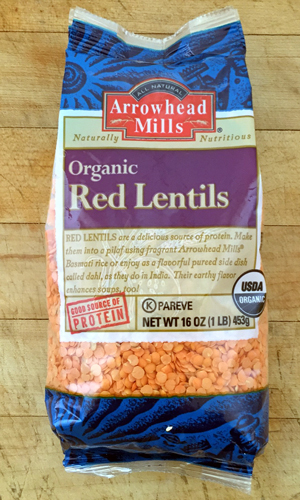 ALL NATURAL
Arrowhead
Mills®
Naturally Nutritious
Organic
Red Lentils
RED LENTILS are a delicious source of protein. Make
them into a pilaf using fragrant Arrowhead Mills®
Basmati rice or enjoy as a flavorful pureed side dish
called dahl, as they do in India. Their earthy flavor
enhances soups, too!
USDA
ORGANIC
GOOD SOURCE OF
PROTEIN
K PAREVE
NET WT 16 OZ (1 LB) 453g